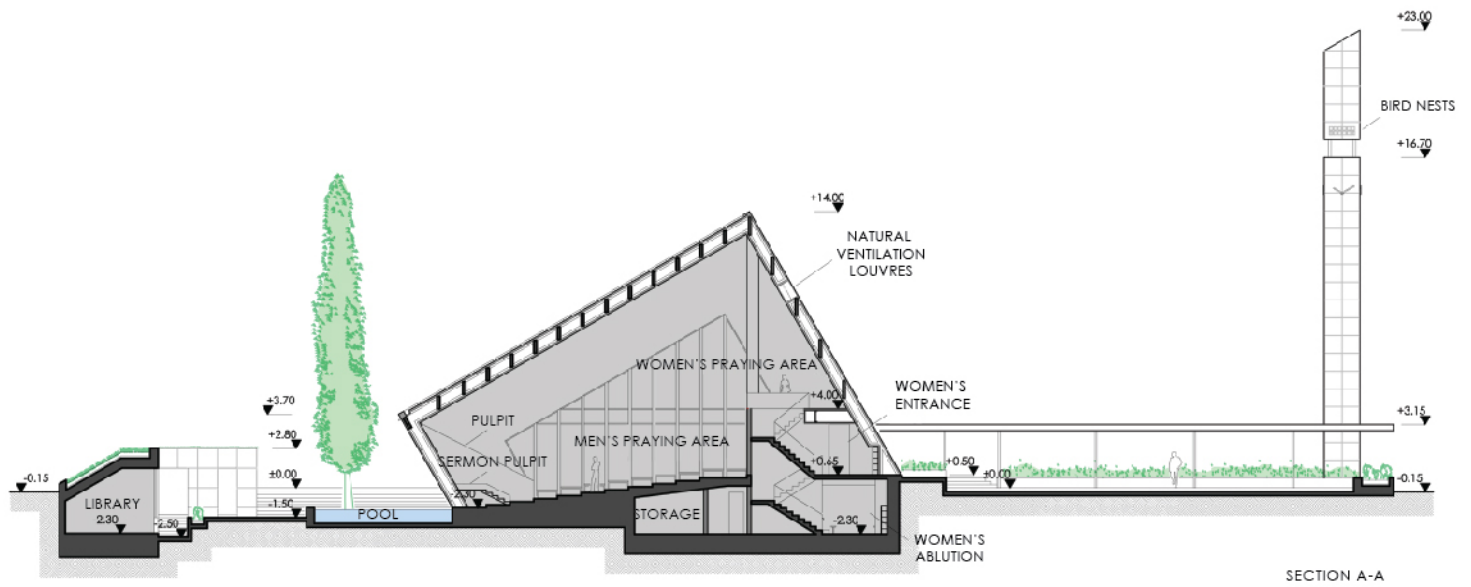 +23.00
BIRD NESTS
+16.70
+14.00
NATURAL
VENTILATION
LOUVRES
WOMEN'S PRAYING AREA
WOMEN'S
ENTRANCE
+4.00
+3.70
PULPIT
+3.15
+2.80
MEN'S PRAYING AREA
SERMON PULPIT
+0.65
+0.50
±0.00
±0.00
-0.15
-0.15
-2.30
LIBRARY
2.30
-1.50
-2.50
POOL
STORAGE
-2.30
WOMEN'S
ABLUTION
SECTION A-A